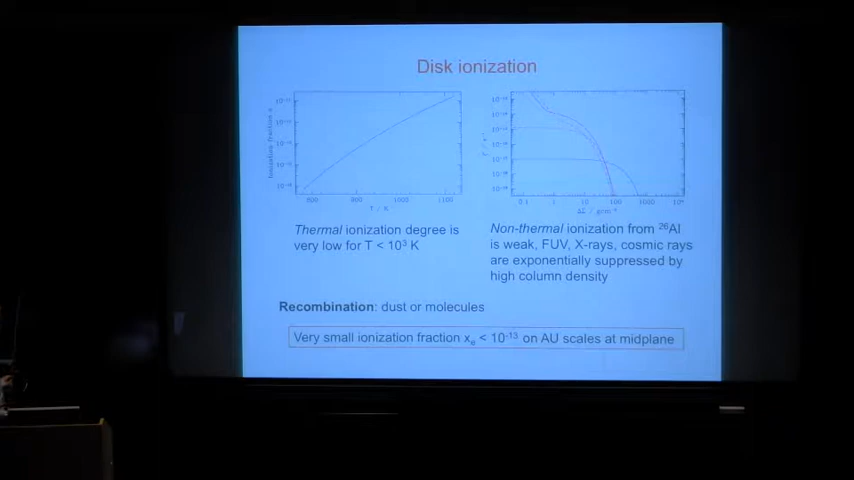 Disk ionization
Thermal ionization degree is
very low for T < 10³ K
Non-thermal ionization from ²⁶Al
is weak, FUV, X-rays, cosmic rays
are exponentially suppressed by
high column density
Recombination: dust or molecules
Very small ionization fraction xₑ < 10⁻¹³ on AU scales at midplane